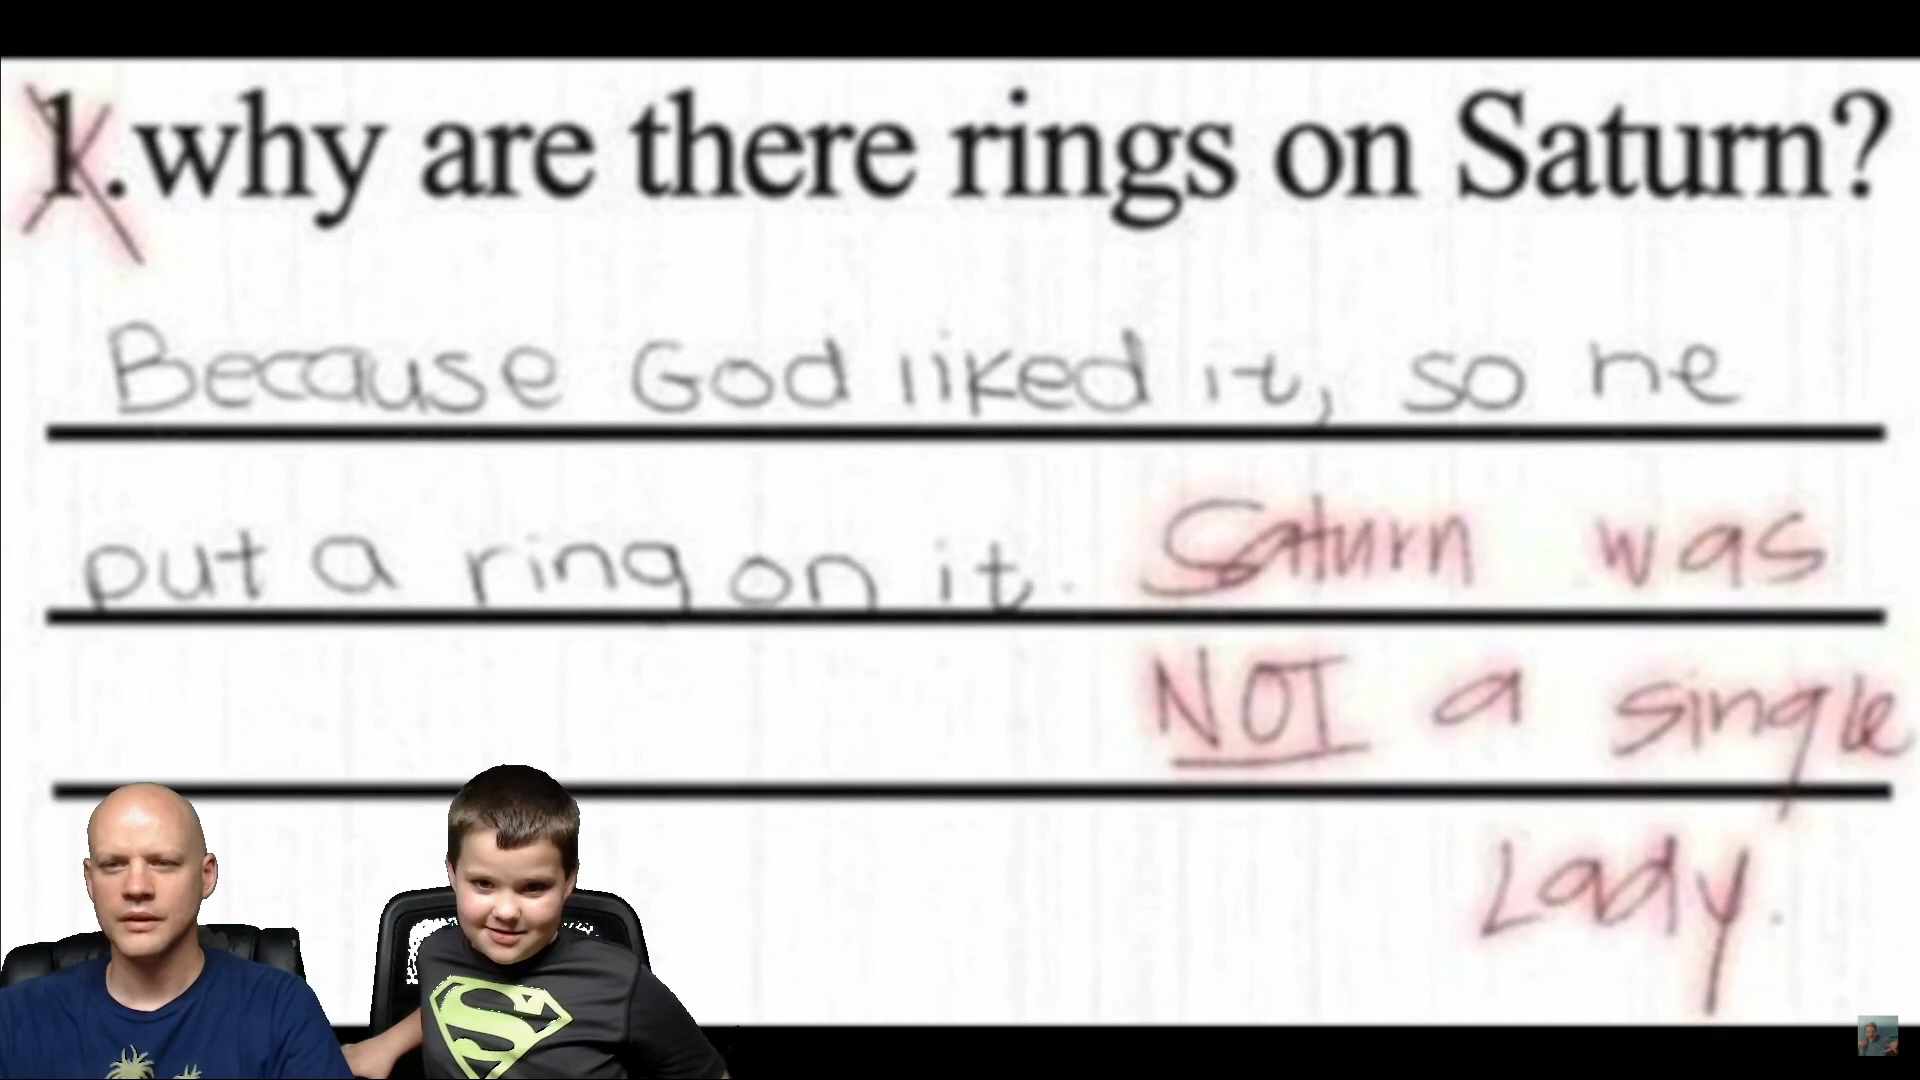 1.why are there rings on Saturn?
Because God liked it, so he
put a ring on it. Saturn was
NOT a single
Lady.
S